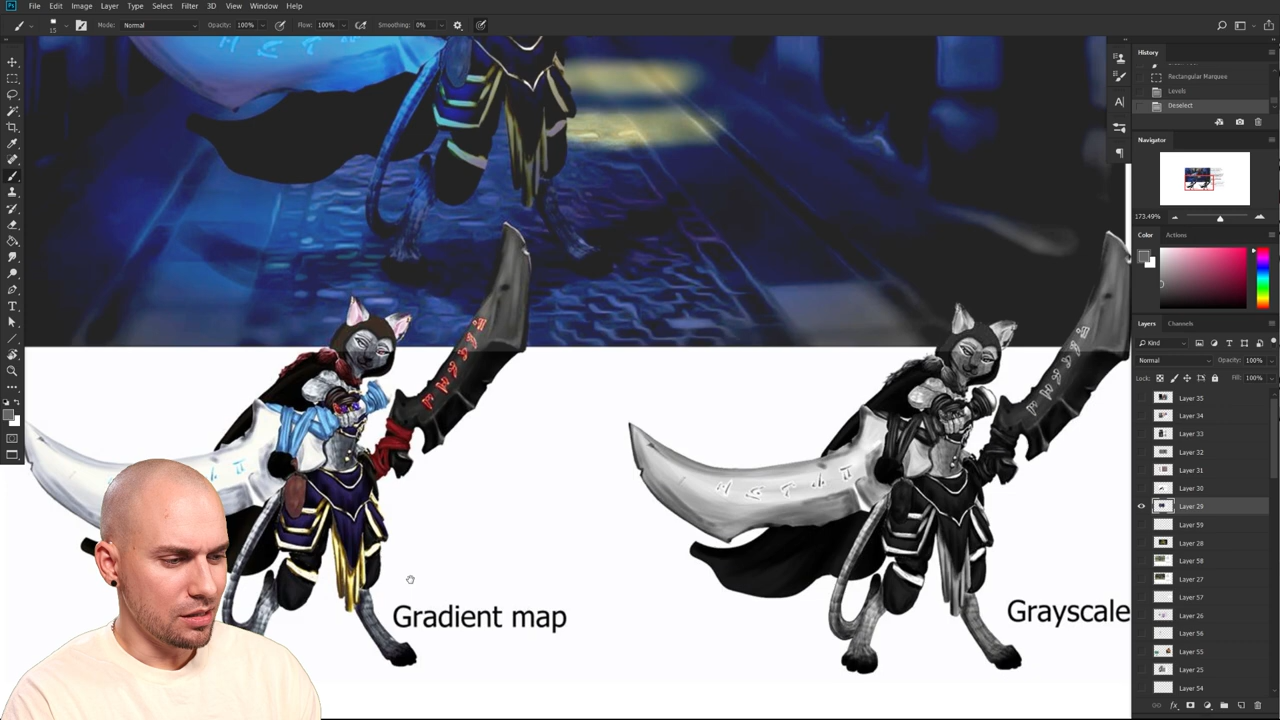 Ps File Edit Image Layer Type Select Filter 3D View Window Help
15 Mode: Normal Opacity: 100% Flow: 100% Smoothing: 0%
History
Rectangular Marquee
Levels
Deselect
Navigator
173.49%
Color Actions
Layers Channels
Kind
Normal Opacity: 100%
Lock: Fill: 100%
Layer 35
Layer 34
Layer 33
Layer 32
Layer 31
Layer 30
Layer 29
Layer 59
Layer 28
Layer 58
Layer 27
Layer 57
Layer 26
Layer 56
Layer 55
Layer 25
Layer 54
Gradient map
Grayscale